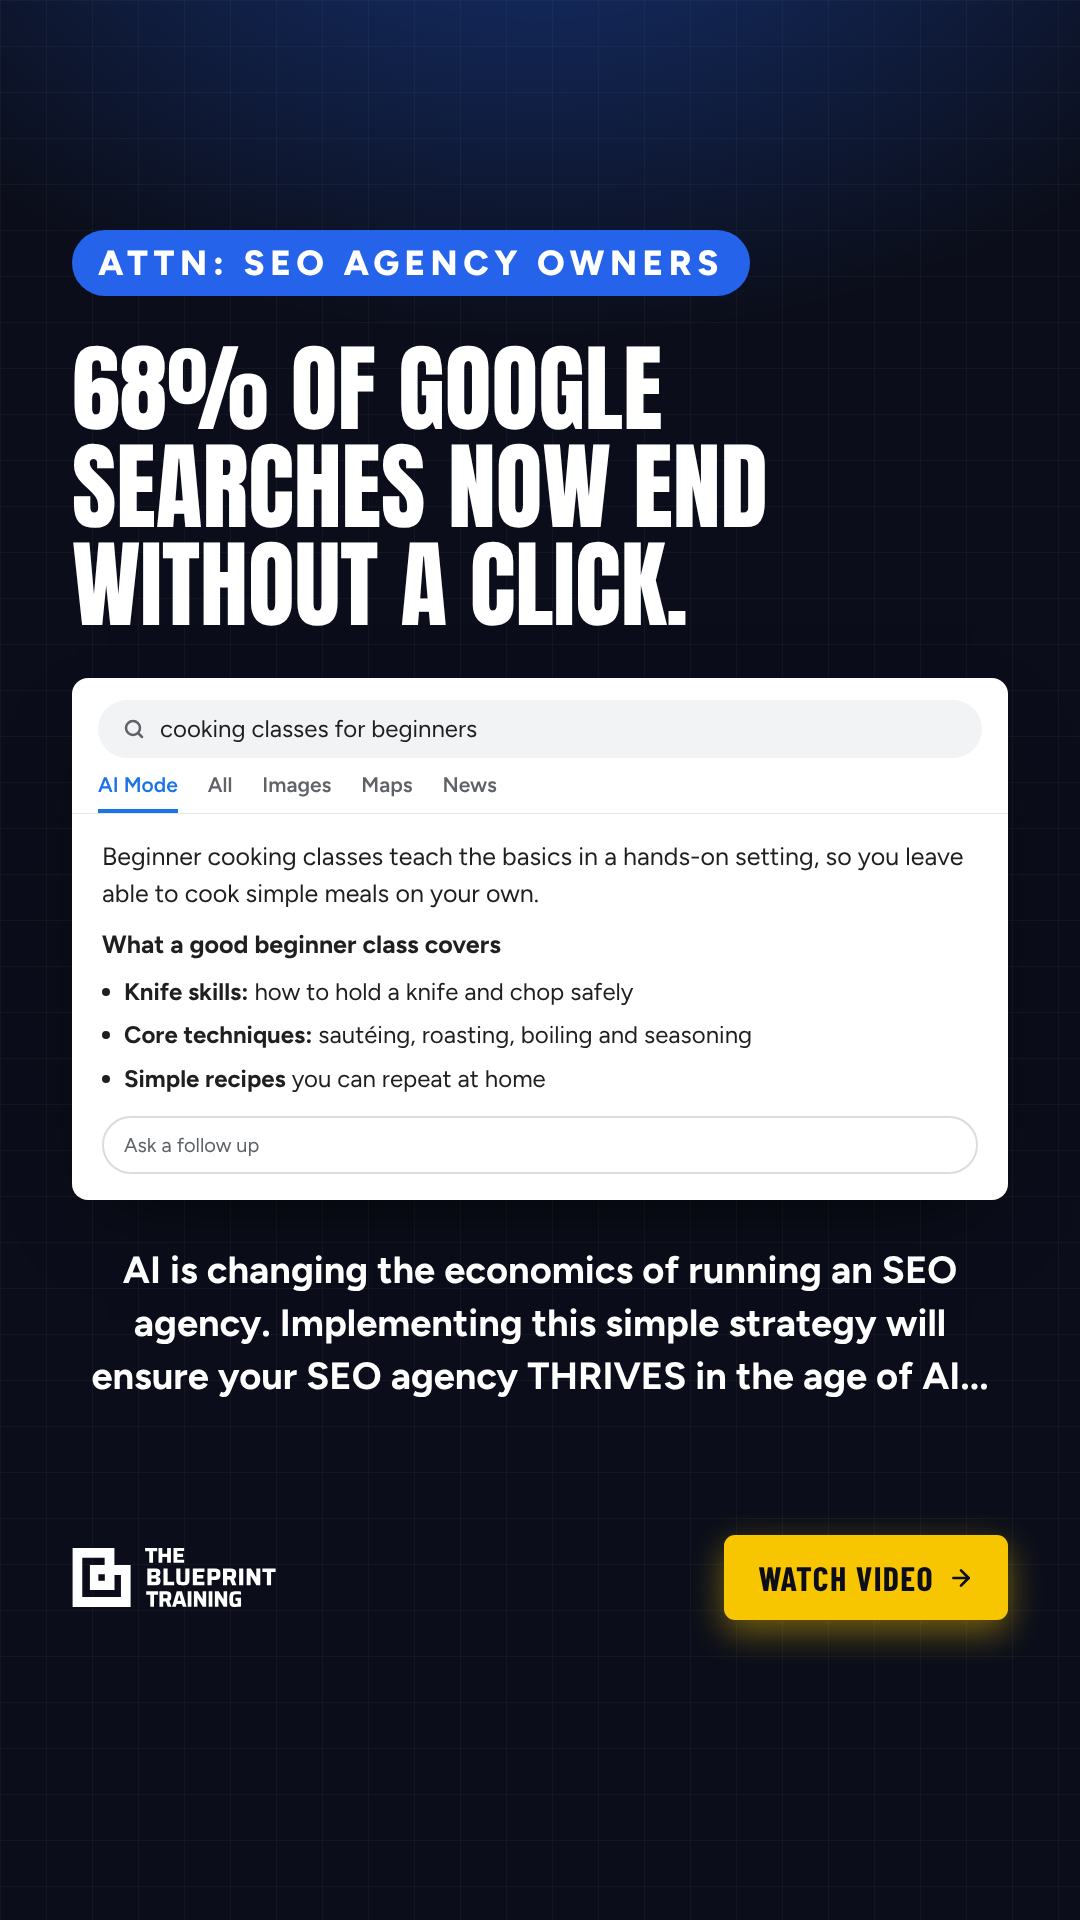 ATTN: SEO AGENCY OWNERS
68% OF GOOGLE
SEARCHES NOW END
WITHOUT A CLICK.
cooking classes for beginners
AI Mode All Images Maps News
Beginner cooking classes teach the basics in a hands-on setting, so you leave
able to cook simple meals on your own.
What a good beginner class covers
• Knife skills: how to hold a knife and chop safely
• Core techniques: sautéing, roasting, boiling and seasoning
• Simple recipes you can repeat at home
Ask a follow up
AI is changing the economics of running an SEO
agency. Implementing this simple strategy will
ensure your SEO agency THRIVES in the age of AI...
THE
BLUEPRINT
TRAINING
WATCH VIDEO →